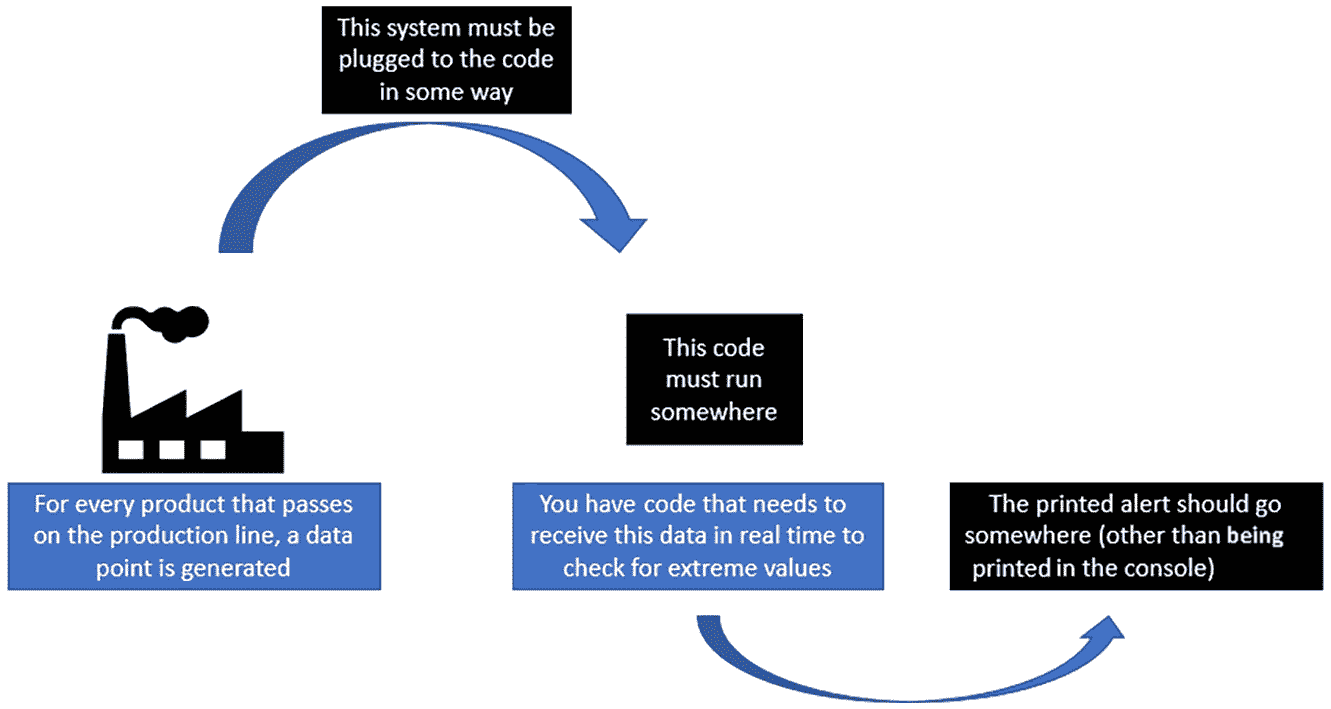 This system must be
plugged to the code
in some way
This code
must run
somewhere
For every product that passes
on the production line, a data
point is generated
You have code that needs to
receive this data in real time to
check for extreme values
The printed alert should go
somewhere (other than being
printed in the console)